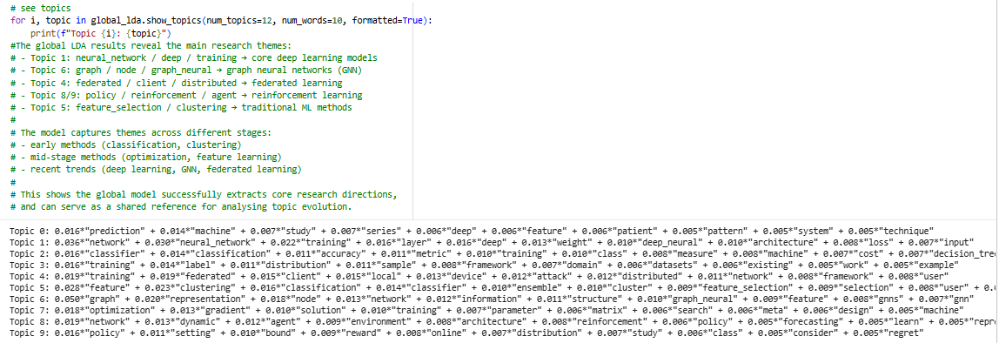 # see topics
for i, topic in global_lda.show_topics(num_topics=12, num_words=10, formatted=True):
    print(f"Topic {i}: {topic}")
#The global LDA results reveal the main research themes:
# - Topic 1: neural_network / deep / training → core deep learning models
# - Topic 6: graph / node / graph_neural → graph neural networks (GNN)
# - Topic 4: federated / client / distributed → federated learning
# - Topic 8/9: policy / reinforcement / agent → reinforcement learning
# - Topic 5: feature_selection / clustering → traditional ML methods
#
# The model captures themes across different stages:
# - early methods (classification, clustering)
# - mid-stage methods (optimization, feature learning)
# - recent trends (deep learning, GNN, federated learning)
#
# This shows the global model successfully extracts core research directions,
# and can serve as a shared reference for analysing topic evolution.
Topic 0: 0.016*"prediction" + 0.014*"machine" + 0.007*"study" + 0.007*"series" + 0.006*"deep" + 0.006*"feature" + 0.006*"patient" + 0.005*"pattern" + 0.005*"system" + 0.005*"technique"
Topic 1: 0.036*"network" + 0.030*"neural_network" + 0.022*"training" + 0.016*"layer" + 0.016*"deep" + 0.013*"weight" + 0.010*"deep_neural" + 0.010*"architecture" + 0.008*"loss" + 0.007*"input"
Topic 2: 0.016*"classifier" + 0.014*"classification" + 0.011*"accuracy" + 0.011*"metric" + 0.010*"training" + 0.010*"class" + 0.008*"measure" + 0.008*"machine" + 0.007*"cost" + 0.007*"decision_tre
Topic 3: 0.016*"training" + 0.014*"label" + 0.011*"distribution" + 0.011*"sample" + 0.008*"framework" + 0.007*"domain" + 0.006*"datasets" + 0.006*"existing" + 0.005*"work" + 0.005*"example"
Topic 4: 0.019*"training" + 0.019*"federated" + 0.015*"client" + 0.015*"local" + 0.013*"device" + 0.012*"attack" + 0.012*"distributed" + 0.011*"network" + 0.008*"framework" + 0.008*"user"
Topic 5: 0.028*"feature" + 0.023*"clustering" + 0.016*"classification" + 0.014*"classifier" + 0.010*"ensemble" + 0.010*"cluster" + 0.009*"feature_selection" + 0.009*"selection" + 0.008*"user" + 0.
Topic 6: 0.050*"graph" + 0.020*"representation" + 0.018*"node" + 0.013*"network" + 0.012*"information" + 0.011*"structure" + 0.010*"graph_neural" + 0.009*"feature" + 0.008*"gnns" + 0.007*"gnn"
Topic 7: 0.018*"optimization" + 0.013*"gradient" + 0.010*"solution" + 0.010*"training" + 0.007*"parameter" + 0.006*"matrix" + 0.006*"search" + 0.006*"meta" + 0.006*"design" + 0.005*"machine"
Topic 8: 0.019*"network" + 0.013*"dynamic" + 0.012*"agent" + 0.009*"environment" + 0.008*"architecture" + 0.008*"reinforcement" + 0.006*"policy" + 0.005*"forecasting" + 0.005*"learn" + 0.005*"repr
Topic 9: 0.016*"policy" + 0.011*"setting" + 0.010*"bound" + 0.009*"reward" + 0.008*"online" + 0.007*"distribution" + 0.007*"study" + 0.006*"class" + 0.005*"consider" + 0.005*"regret"